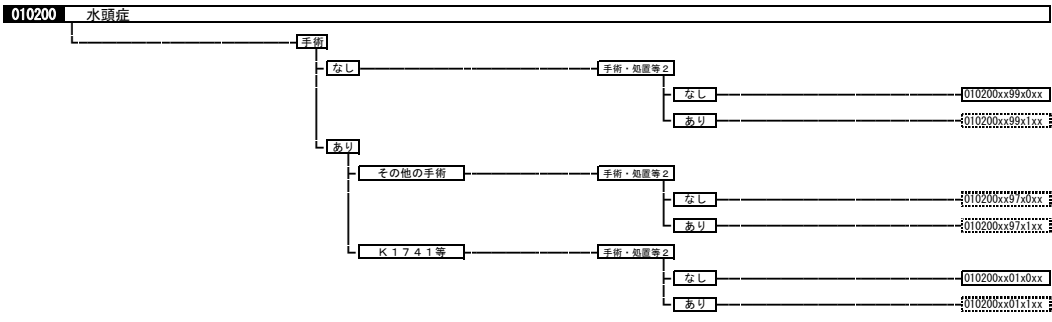 010200 水頭症
手術
なし 手術・処置等2
なし 010200xx99x0xx
あり 010200xx99x1xx
あり
その他の手術 手術・処置等2
なし 010200xx97x0xx
あり 010200xx97x1xx
K1741等 手術・処置等2
なし 010200xx01x0xx
あり 010200xx01x1xx